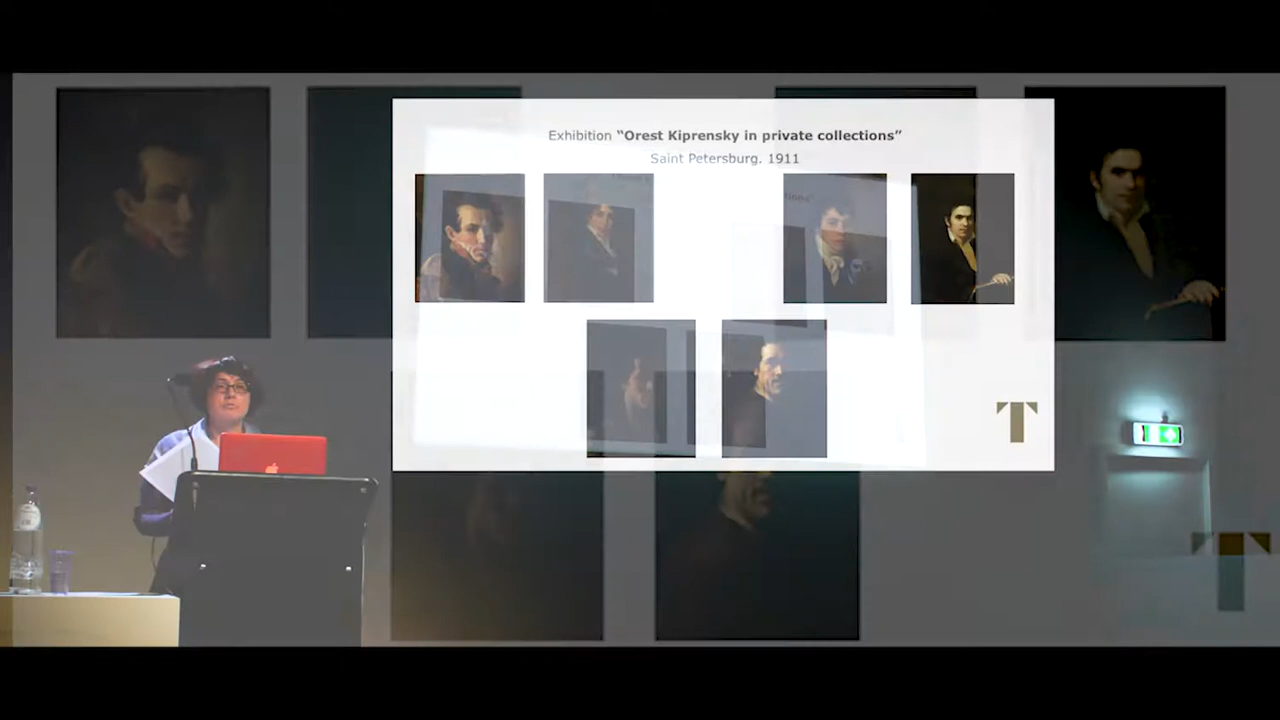 Exhibition “Orest Kiprensky in private collections”
Saint Petersburg. 1911
T